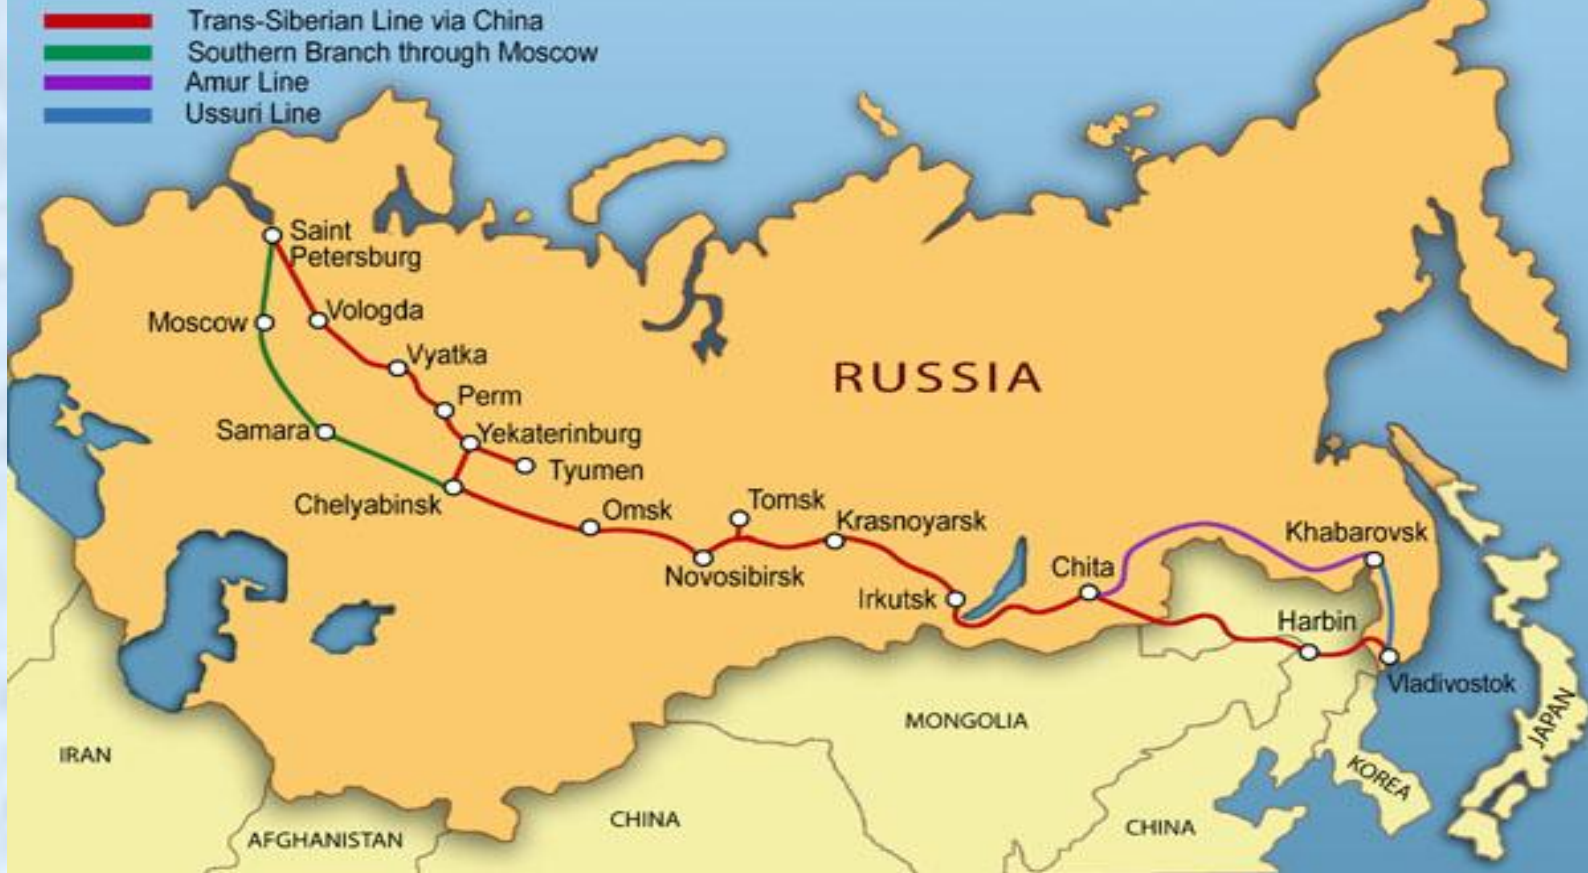 Trans-Siberian Line via China
Southern Branch through Moscow
Amur Line
Ussuri Line
Saint
Petersburg
Moscow
Vologda
Vyatka
Perm
Samara
Yekaterinburg
Tyumen
Chelyabinsk
Omsk
Tomsk
Krasnoyarsk
Novosibirsk
RUSSIA
Irkutsk
Chita
Khabarovsk
Harbin
Vladivostok
MONGOLIA
JAPAN
IRAN
KOREA
CHINA
CHINA
AFGHANISTAN